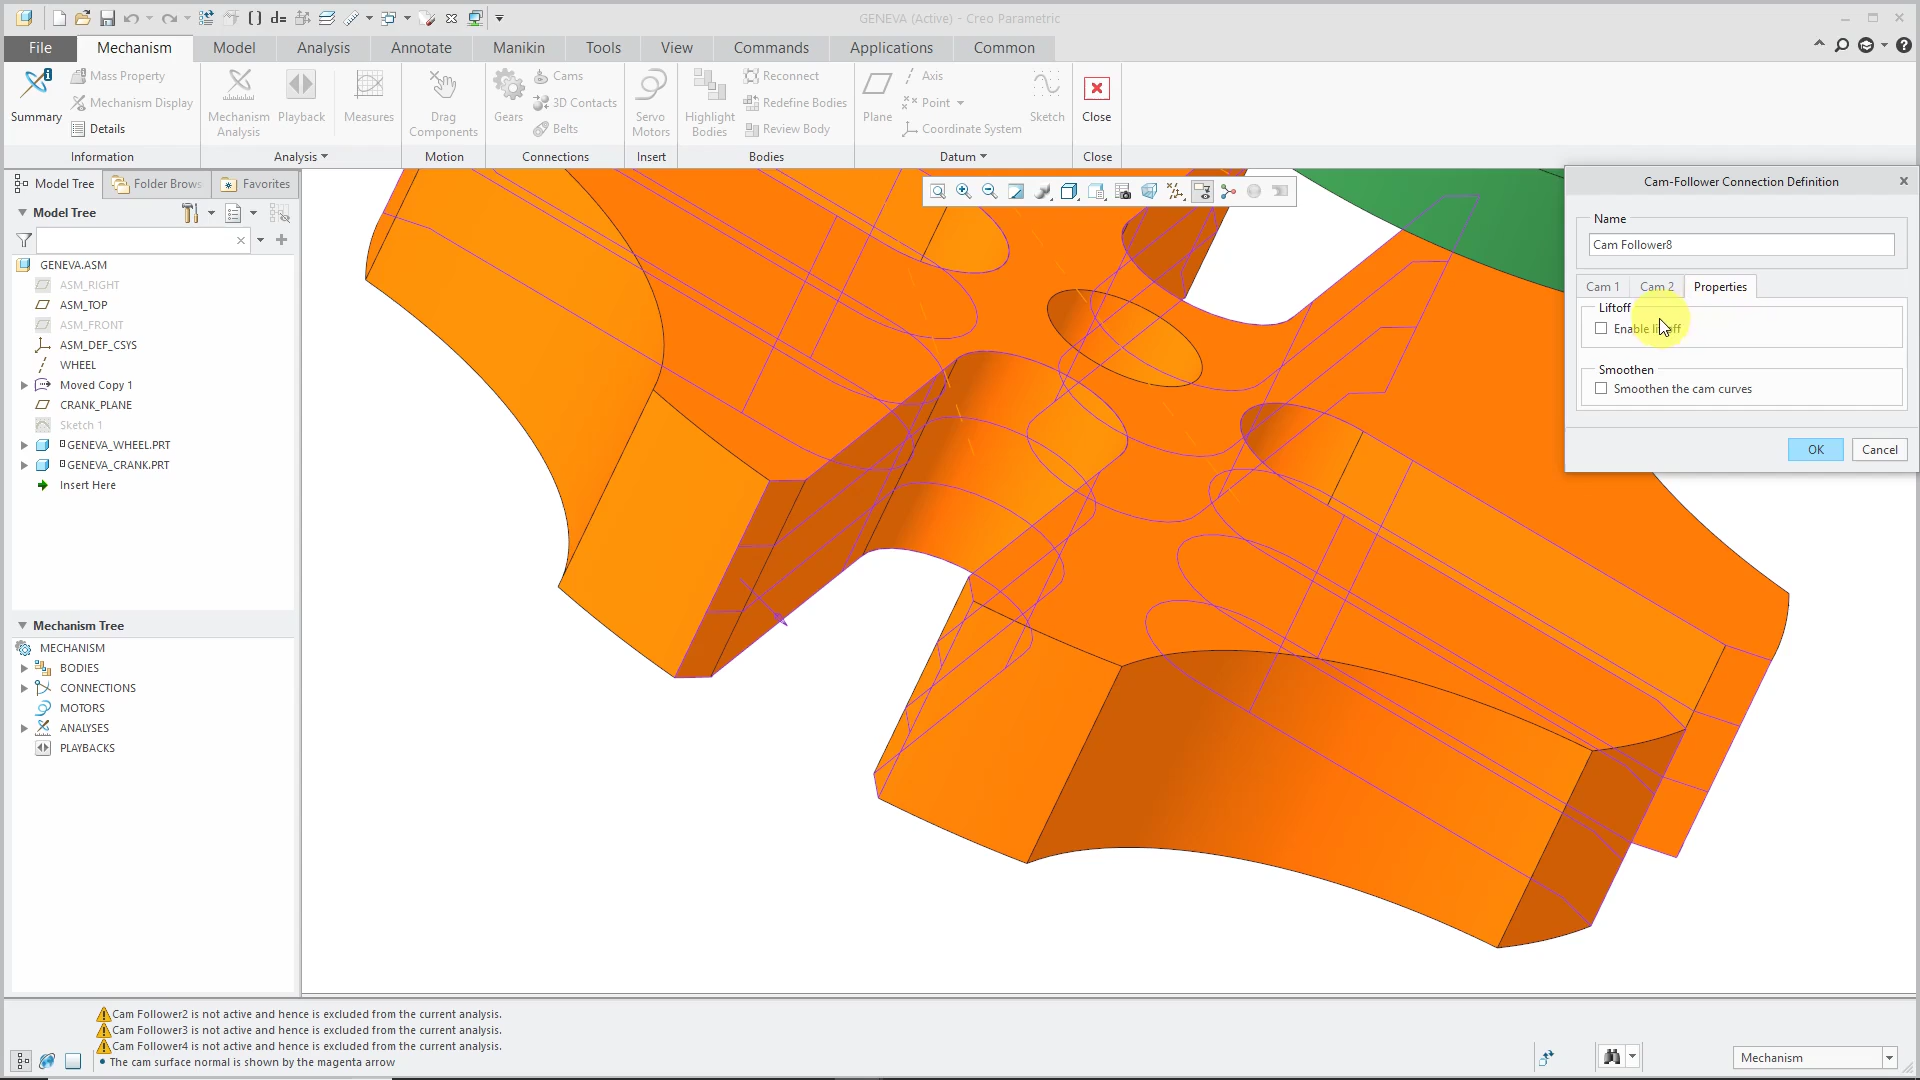 GENEVA (Active) - Creo Parametric
File
Mechanism
Model
Analysis
Annotate
Manikin
Tools
View
Commands
Applications
Common
Summary
Mass Property
Mechanism Display
Details
Information
Mechanism
Analysis
Playback
Measures
Analysis
Drag
Components
Motion
Gears
Cams
3D Contacts
Belts
Connections
Servo
Motors
Insert
Highlight
Bodies
Reconnect
Redefine Bodies
Review Body
Bodies
Plane
Axis
Point
Coordinate System
Sketch
Datum
Close
Close
Model Tree
Folder Brows
Favorites
Model Tree
GENEVA.ASM
ASM_RIGHT
ASM_TOP
ASM_FRONT
ASM_DEF_CSYS
WHEEL
Moved Copy 1
CRANK_PLANE
Sketch 1
GENEVA_WHEEL.PRT
GENEVA_CRANK.PRT
Insert Here
Mechanism Tree
MECHANISM
BODIES
CONNECTIONS
MOTORS
ANALYSES
PLAYBACKS
Cam-Follower Connection Definition
Name
Cam Follower8
Cam 1
Cam 2
Properties
Liftoff
Enable liftoff
Smoothen
Smoothen the cam curves
OK
Cancel
Cam Follower2 is not active and hence is excluded from the current analysis.
Cam Follower3 is not active and hence is excluded from the current analysis.
Cam Follower4 is not active and hence is excluded from the current analysis.
The cam surface normal is shown by the magenta arrow
Mechanism